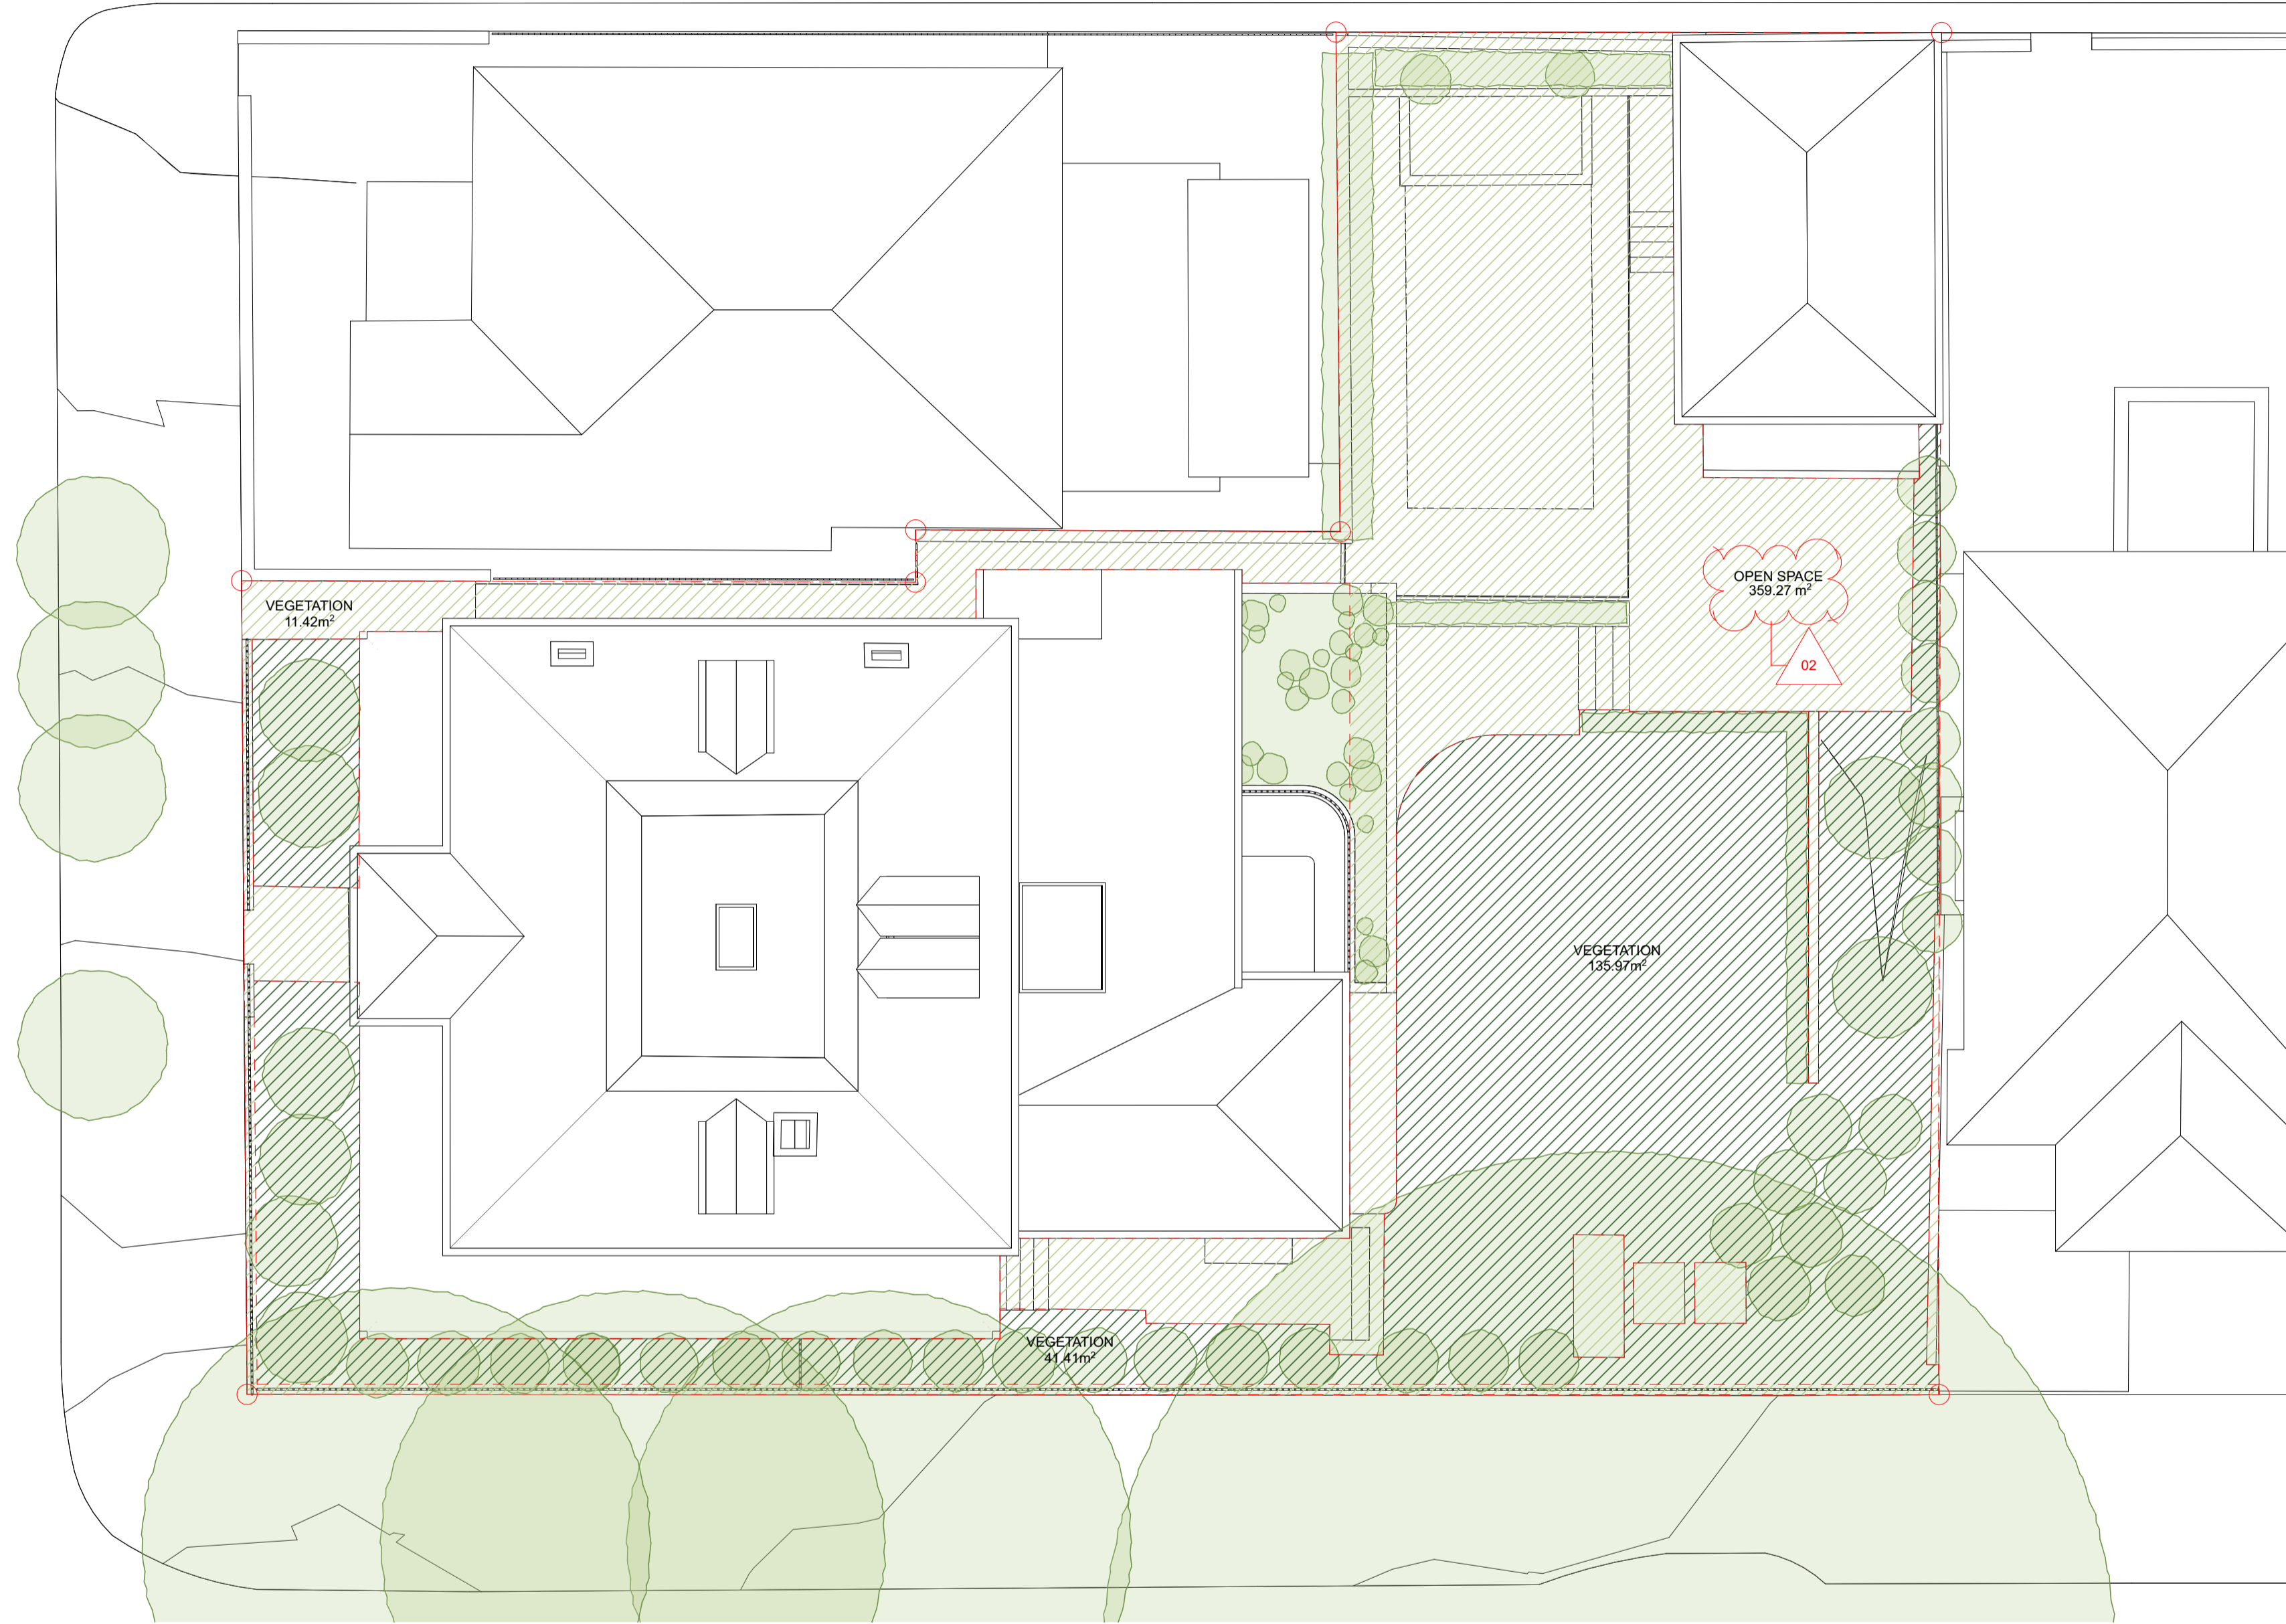 OPEN SPACE
359.27 m²
02
VEGETATION
11.42m²
VEGETATION
135.97m²
VEGETATION
41.41m²